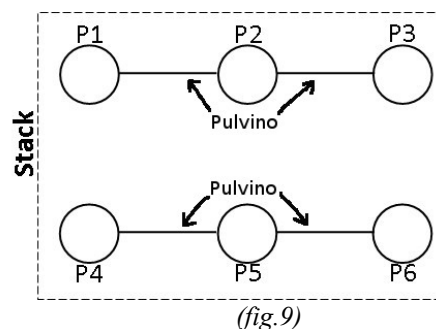 P1 P2 P3
Pulvino
Stack
Pulvino
P4 P5 P6
(fig.9)